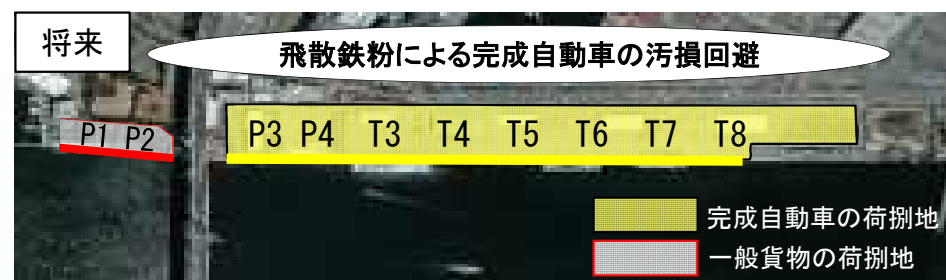 将来
飛散鉄粉による完成自動車の汚損回避
P1 P2 P3 P4 T3 T4 T5 T6 T7 T8
完成自動車の荷捌地
一般貨物の荷捌地